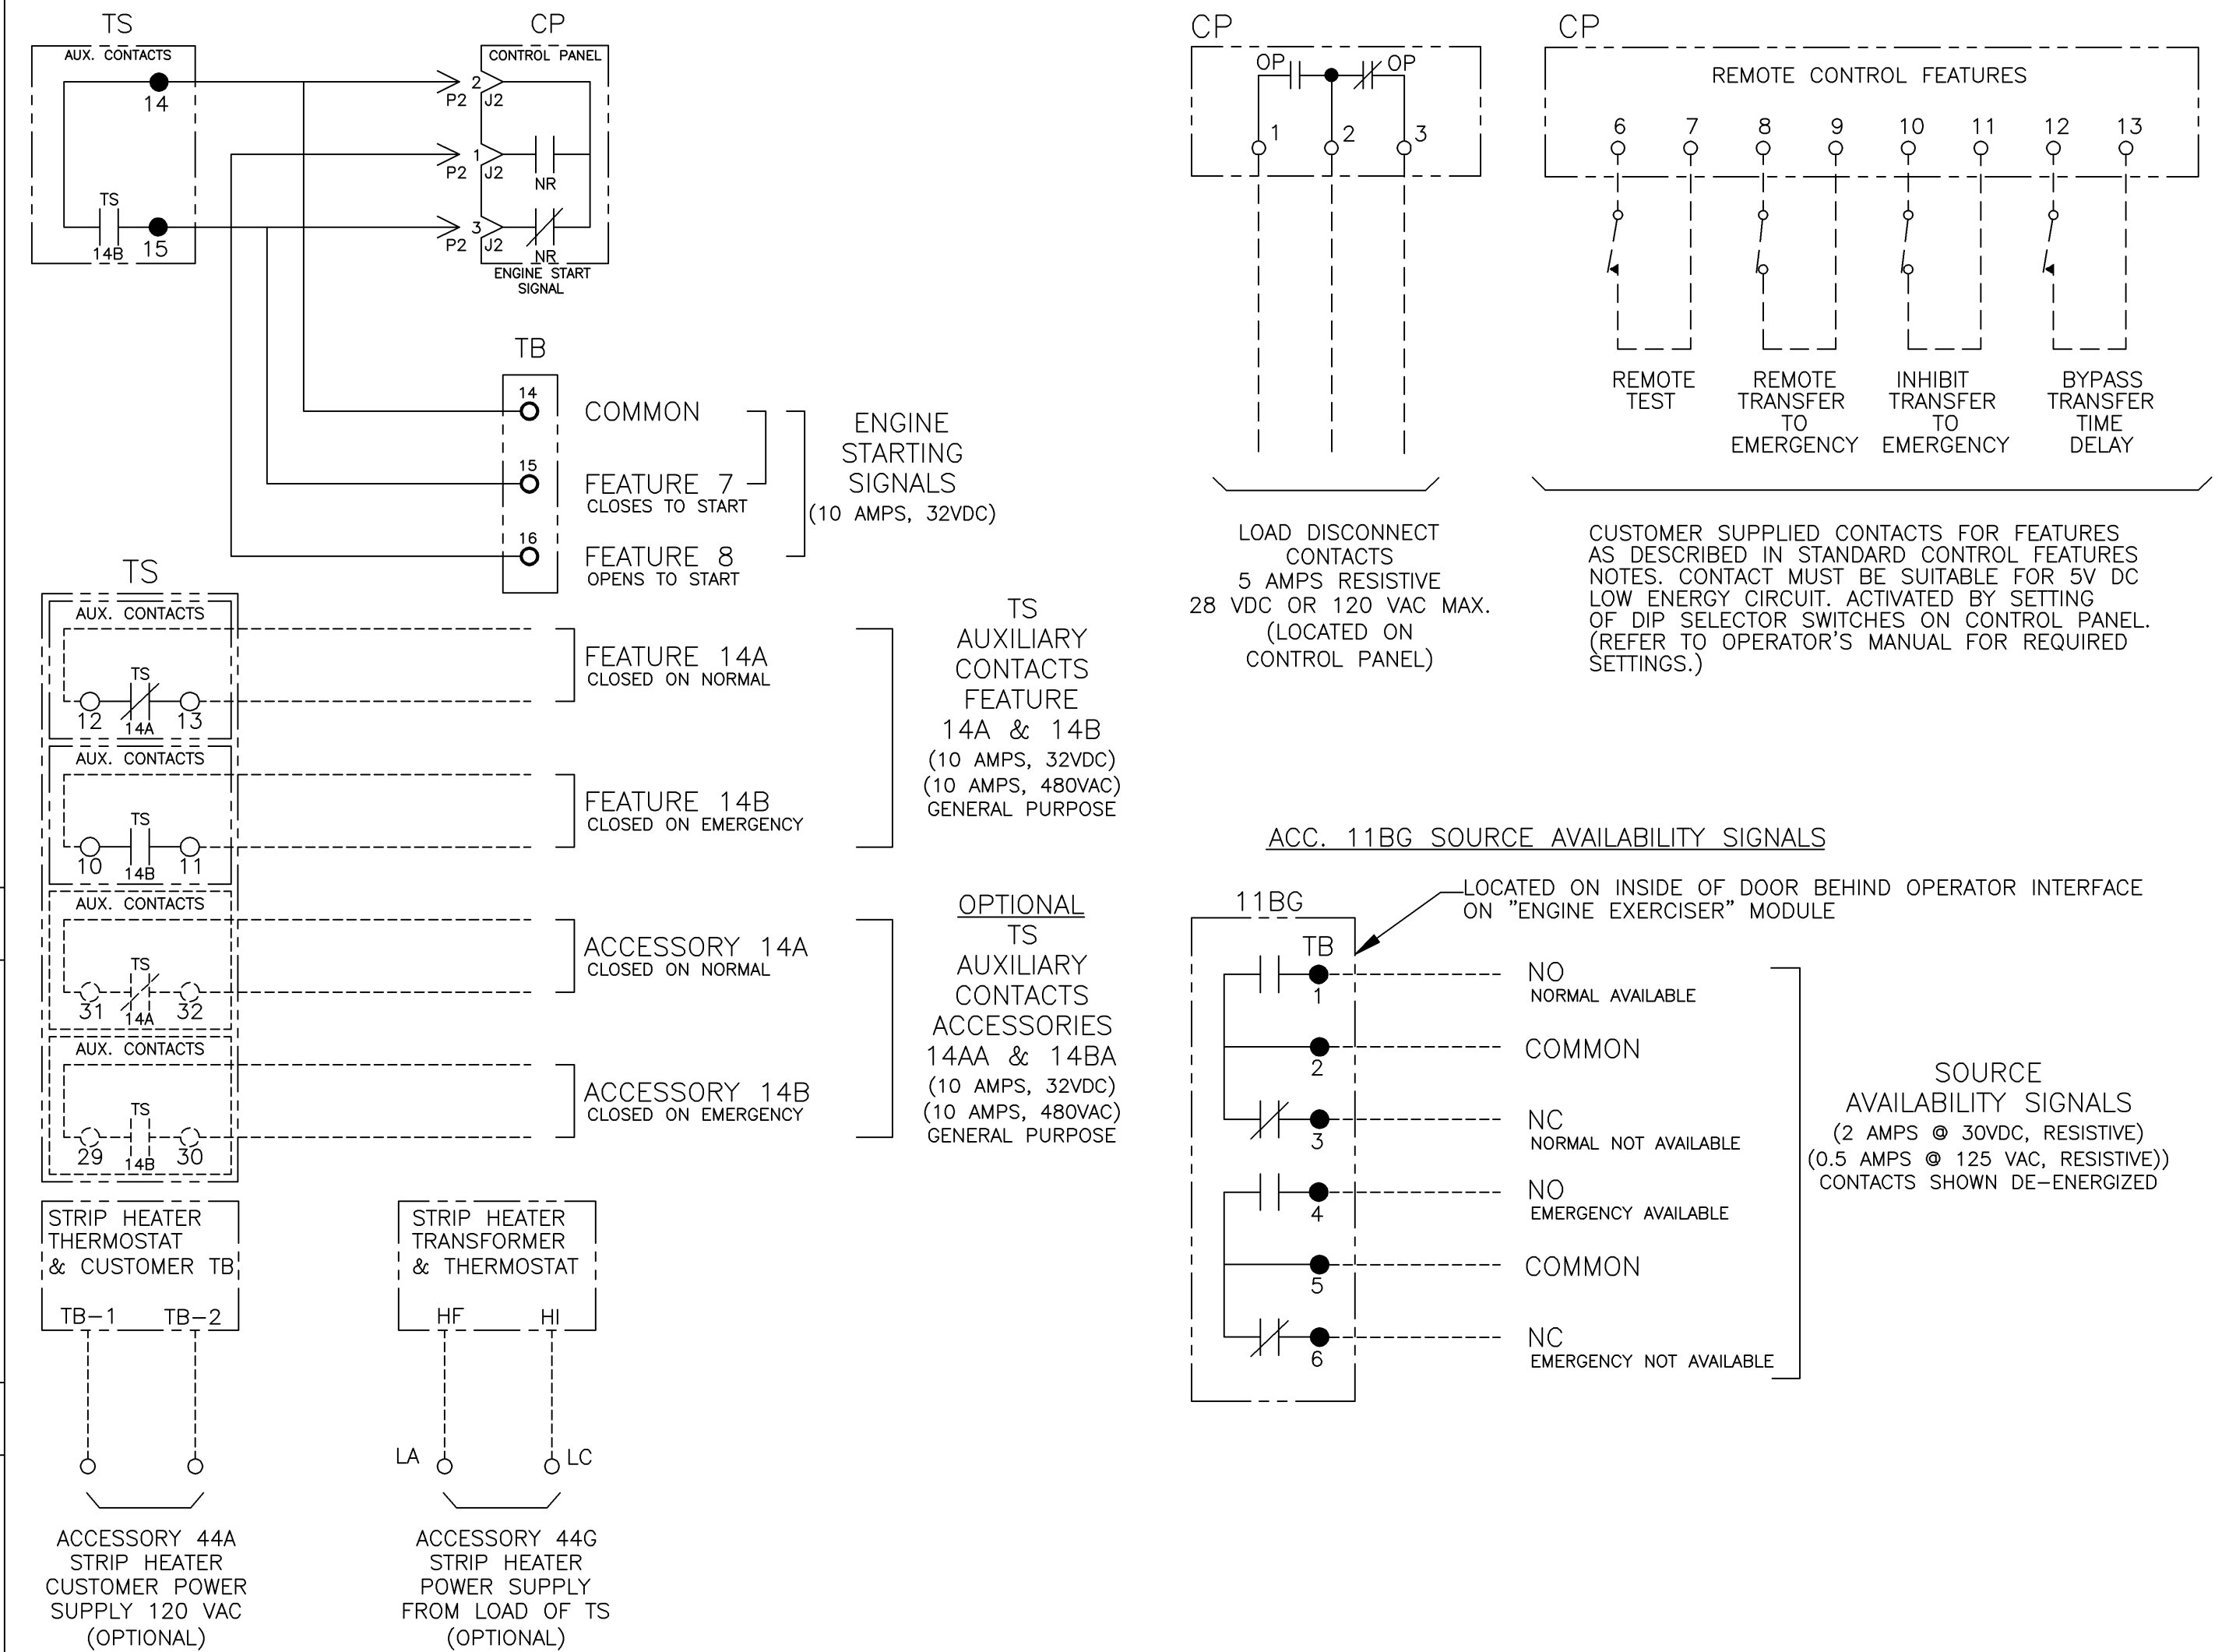 TS
AUX. CONTACTS
14
TS
14B
15
CP
CONTROL PANEL
P2
2
J2
P2
1
J2
NR
P2
3
J2
NR
ENGINE START
SIGNAL
TB
14
COMMON
15
FEATURE 7
CLOSES TO START
16
FEATURE 8
OPENS TO START
ENGINE
STARTING
SIGNALS
(10 AMPS, 32VDC)
TS
AUX. CONTACTS
TS
12
14A
13
FEATURE 14A
CLOSED ON NORMAL
AUX. CONTACTS
TS
10
14B
11
FEATURE 14B
CLOSED ON EMERGENCY
TS
AUXILIARY
CONTACTS
FEATURE
14A & 14B
(10 AMPS, 32VDC)
(10 AMPS, 480VAC)
GENERAL PURPOSE
AUX. CONTACTS
TS
31
14A
32
ACCESSORY 14A
CLOSED ON NORMAL
AUX. CONTACTS
TS
29
14B
30
ACCESSORY 14B
CLOSED ON EMERGENCY
OPTIONAL
TS
AUXILIARY
CONTACTS
ACCESSORIES
14AA & 14BA
(10 AMPS, 32VDC)
(10 AMPS, 480VAC)
GENERAL PURPOSE
STRIP HEATER
THERMOSTAT
& CUSTOMER TB
TB-1
TB-2
ACCESSORY 44A
STRIP HEATER
CUSTOMER POWER
SUPPLY 120 VAC
(OPTIONAL)
STRIP HEATER
TRANSFORMER
& THERMOSTAT
HF
HI
LA
LC
ACCESSORY 44G
STRIP HEATER
POWER SUPPLY
FROM LOAD OF TS
(OPTIONAL)
CP
OP
OP
1
2
3
LOAD DISCONNECT
CONTACTS
5 AMPS RESISTIVE
28 VDC OR 120 VAC MAX.
(LOCATED ON
CONTROL PANEL)
CP
REMOTE CONTROL FEATURES
6
7
8
9
10
11
12
13
REMOTE
TEST
REMOTE
TRANSFER
TO
EMERGENCY
INHIBIT
TRANSFER
TO
EMERGENCY
BYPASS
TRANSFER
TIME
DELAY
CUSTOMER SUPPLIED CONTACTS FOR FEATURES
AS DESCRIBED IN STANDARD CONTROL FEATURES
NOTES. CONTACT MUST BE SUITABLE FOR 5V DC
LOW ENERGY CIRCUIT. ACTIVATED BY SETTING
OF DIP SELECTOR SWITCHES ON CONTROL PANEL.
(REFER TO OPERATOR'S MANUAL FOR REQUIRED
SETTINGS.)
ACC. 11BG SOURCE AVAILABILITY SIGNALS
LOCATED ON INSIDE OF DOOR BEHIND OPERATOR INTERFACE
ON "ENGINE EXERCISER" MODULE
11BG
TB
1
NO
NORMAL AVAILABLE
2
COMMON
3
NC
NORMAL NOT AVAILABLE
4
NO
EMERGENCY AVAILABLE
5
COMMON
6
NC
EMERGENCY NOT AVAILABLE
SOURCE
AVAILABILITY SIGNALS
(2 AMPS @ 30VDC, RESISTIVE)
(0.5 AMPS @ 125 VAC, RESISTIVE))
CONTACTS SHOWN DE-ENERGIZED